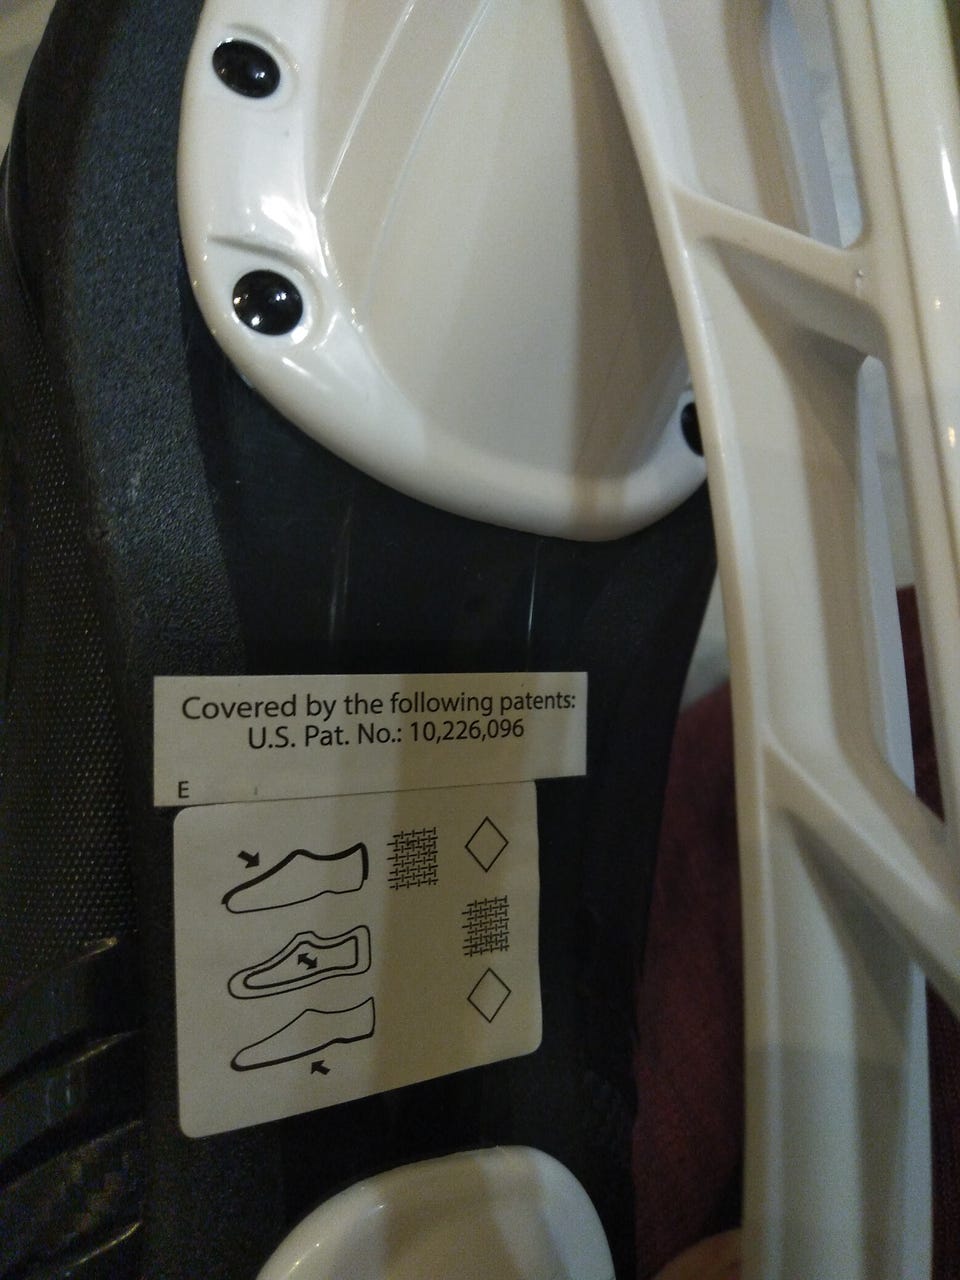 Covered by the following patents:
U.S. Pat. No.: 10,226,096
E